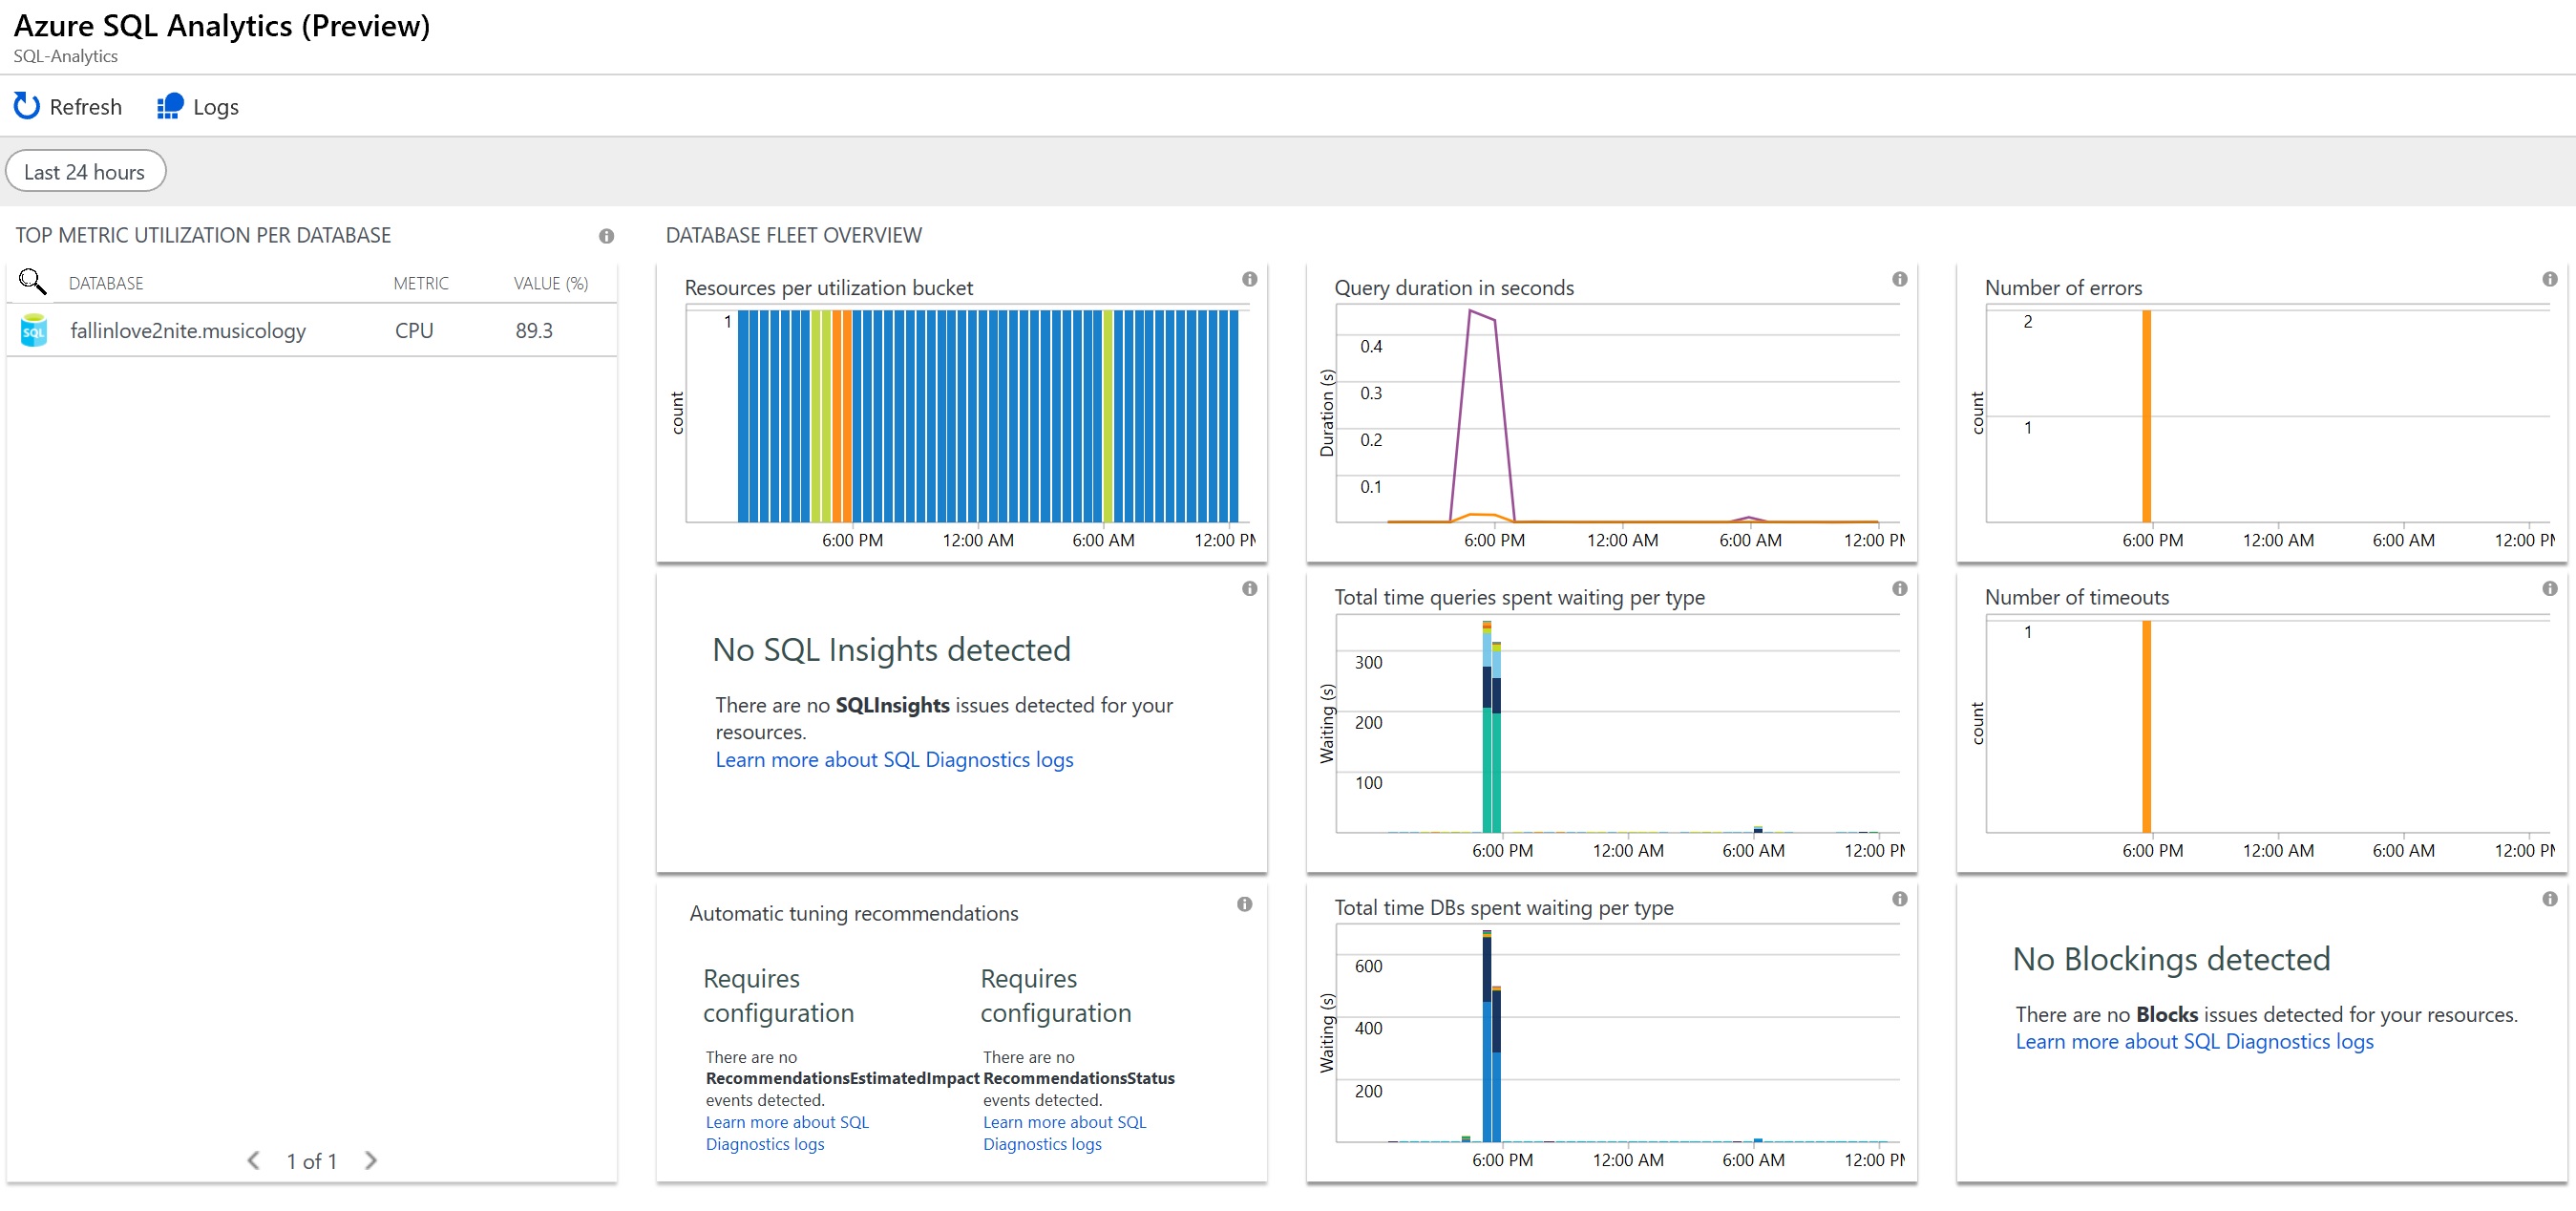 Azure SQL Analytics (Preview)
SQL-Analytics
Refresh
Logs
Last 24 hours
TOP METRIC UTILIZATION PER DATABASE
DATABASE METRIC VALUE (%)
SQL fallinlove2nite.musicology CPU 89.3
1 of 1
DATABASE FLEET OVERVIEW
Resources per utilization bucket
1
count
6:00 PM 12:00 AM 6:00 AM 12:00 PM
Query duration in seconds
0.4
0.3
0.2
0.1
Duration (s)
6:00 PM 12:00 AM 6:00 AM 12:00 PM
Number of errors
2
1
count
6:00 PM 12:00 AM 6:00 AM 12:00 PM
No SQL Insights detected
There are no SQLInsights issues detected for your
resources.
Learn more about SQL Diagnostics logs
Total time queries spent waiting per type
300
200
100
Waiting (s)
6:00 PM 12:00 AM 6:00 AM 12:00 PM
Number of timeouts
1
count
6:00 PM 12:00 AM 6:00 AM 12:00 PM
Automatic tuning recommendations
Requires
configuration
There are no
RecommendationsEstimatedImpact
events detected.
Learn more about SQL
Diagnostics logs
Requires
configuration
There are no
RecommendationsStatus
events detected.
Learn more about SQL
Diagnostics logs
Total time DBs spent waiting per type
600
400
200
Waiting (s)
6:00 PM 12:00 AM 6:00 AM 12:00 PM
No Blockings detected
There are no Blocks issues detected for your resources.
Learn more about SQL Diagnostics logs